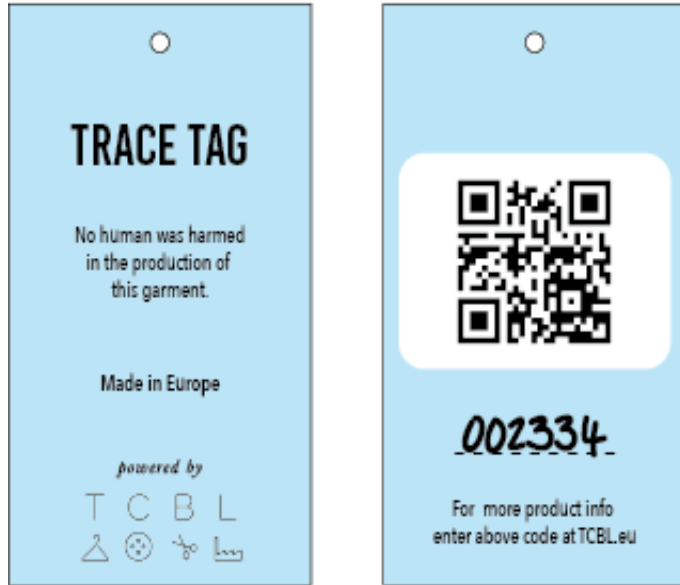 TRACE TAG
No human was harmed
in the production of
this garment.
Made in Europe
powered by
T C B L
002334
For more product info
enter above code at TCBL.eu